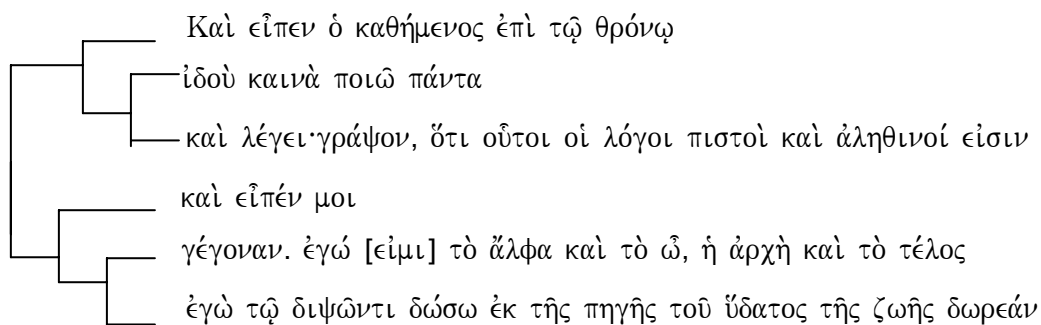 Καὶ εἶπεν ὁ καθήμενος ἐπὶ τῷ θρόνῳ
ἰδοὺ καινὰ ποιῶ πάντα
καὶ λέγει·γράψον, ὅτι οὗτοι οἱ λόγοι πιστοὶ καὶ ἀληθινοί εἰσιν
καὶ εἶπέν μοι
γέγοναν. ἐγώ [εἰμι] τὸ ἄλφα καὶ τὸ ὦ, ἡ ἀρχὴ καὶ τὸ τέλος
ἐγὼ τῷ διψῶντι δώσω ἐκ τῆς πηγῆς τοῦ ὕδατος τῆς ζωῆς δωρεάν